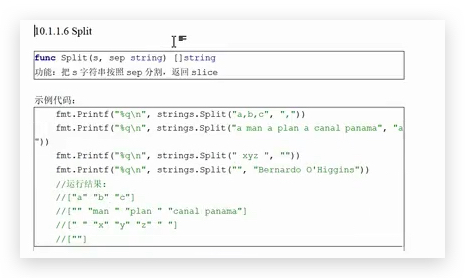 10.1.1.6 Split
func Split(s, sep string) []string
功能：把 s 字符串按照 sep 分割，返回 slice
示例代码：
fmt.Printf("%q\n", strings.Split("a,b,c", ","))
fmt.Printf("%q\n", strings.Split("a man a plan a canal panama", "a
"))
fmt.Printf("%q\n", strings.Split(" xyz ", ""))
fmt.Printf("%q\n", strings.Split("", "Bernardo O'Higgins"))
//运行结果：
//["a" "b" "c"]
//["" "man " "plan " "canal panama"]
//[" " "x" "y" "z" " "]
//[""]